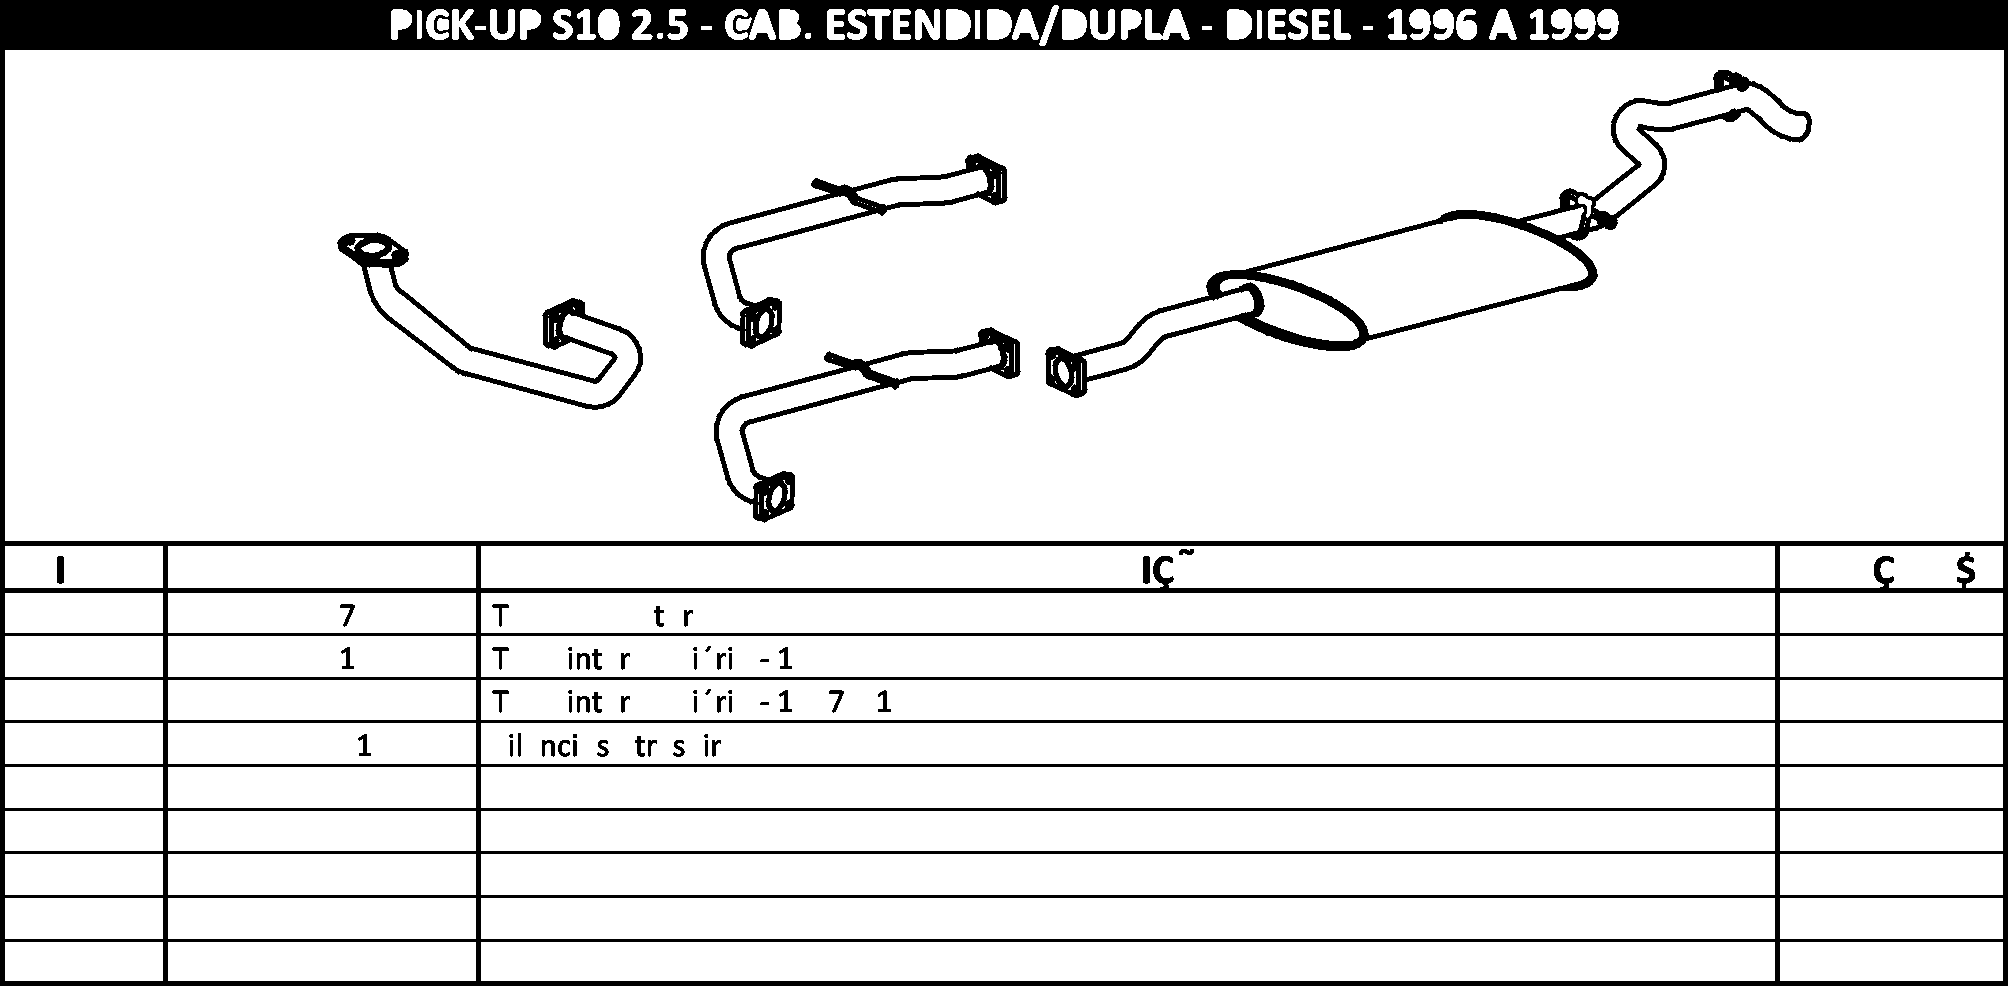 PICK-UP S10 2.5 - CAB. ESTENDIDA/DUPLA - DIESEL - 1996 A 1999
I IÇ˜ Ç $
7 T t r
1 T int r i´ri - 1
T int r i´ri - 1 7 1
1 il nci s tr s ir